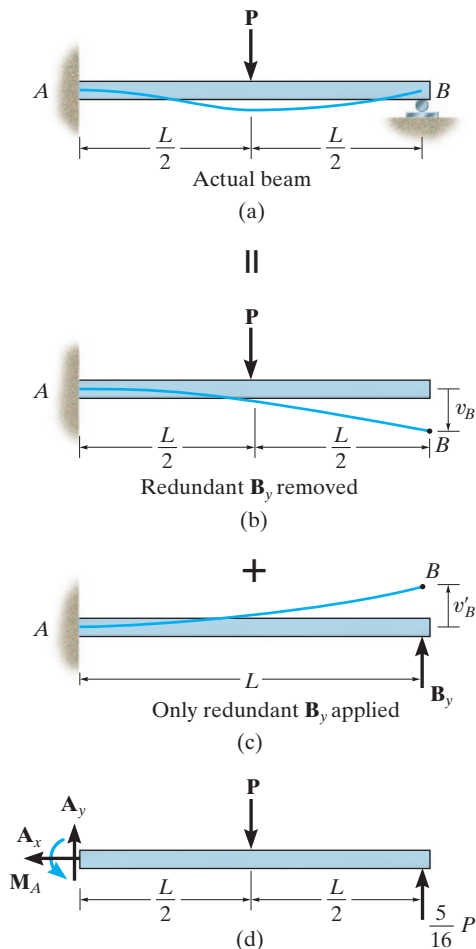 P
A
B
L/2 L/2
Actual beam
(a)
=
P
A
v_B
L/2 L/2
B
Redundant B_y removed
(b)
+
B
A
v'_B
L
B_y
Only redundant B_y applied
(c)
P
A_y
A_x
M_A
L/2 L/2
5/16 P
(d)